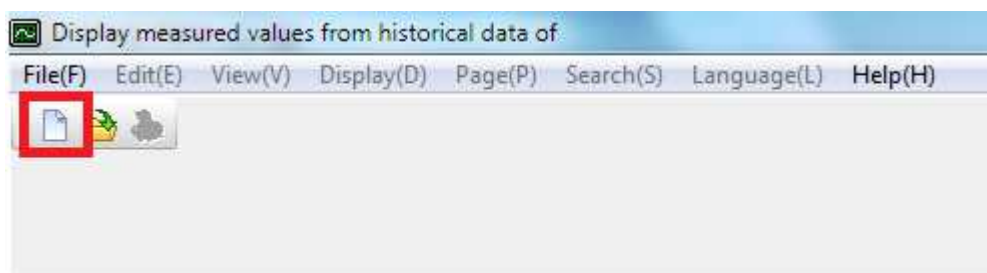 Display measured values from historical data of
File(F) Edit(E) View(V) Display(D) Page(P) Search(S) Language(L) Help(H)